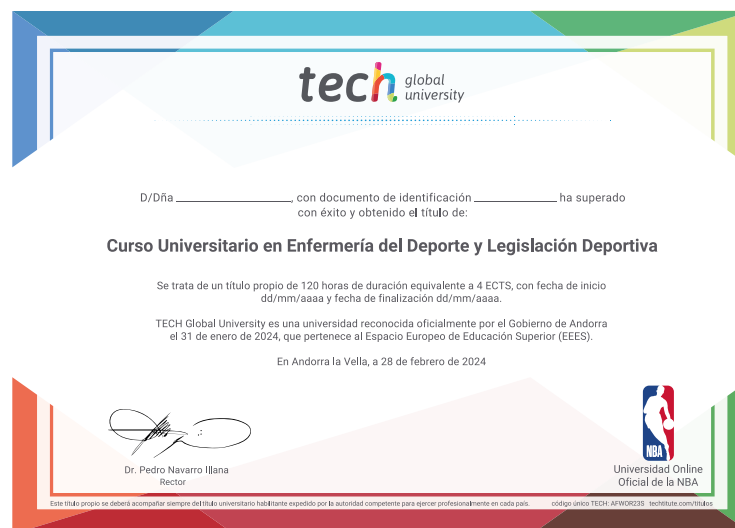 tech global university
D/Dña ______________, con documento de identificación ______________ ha superado
con éxito y obtenido el título de:
Curso Universitario en Enfermería del Deporte y Legislación Deportiva
Se trata de un título propio de 120 horas de duración equivalente a 4 ECTS, con fecha de inicio
dd/mm/aaaa y fecha de finalización dd/mm/aaaa.
TECH Global University es una universidad reconocida oficialmente por el Gobierno de Andorra
el 31 de enero de 2024, que pertenece al Espacio Europeo de Educación Superior (EEES).
En Andorra la Vella, a 28 de febrero de 2024
Dr. Pedro Navarro Illana
Rector
NBA
Universidad Online
Oficial de la NBA
Este título propio se deberá acompañar siempre del título universitario habilitante expedido por la autoridad competente para ejercer profesionalmente en cada país. código único TECH: AFWOR23S techtitute.com/títulos